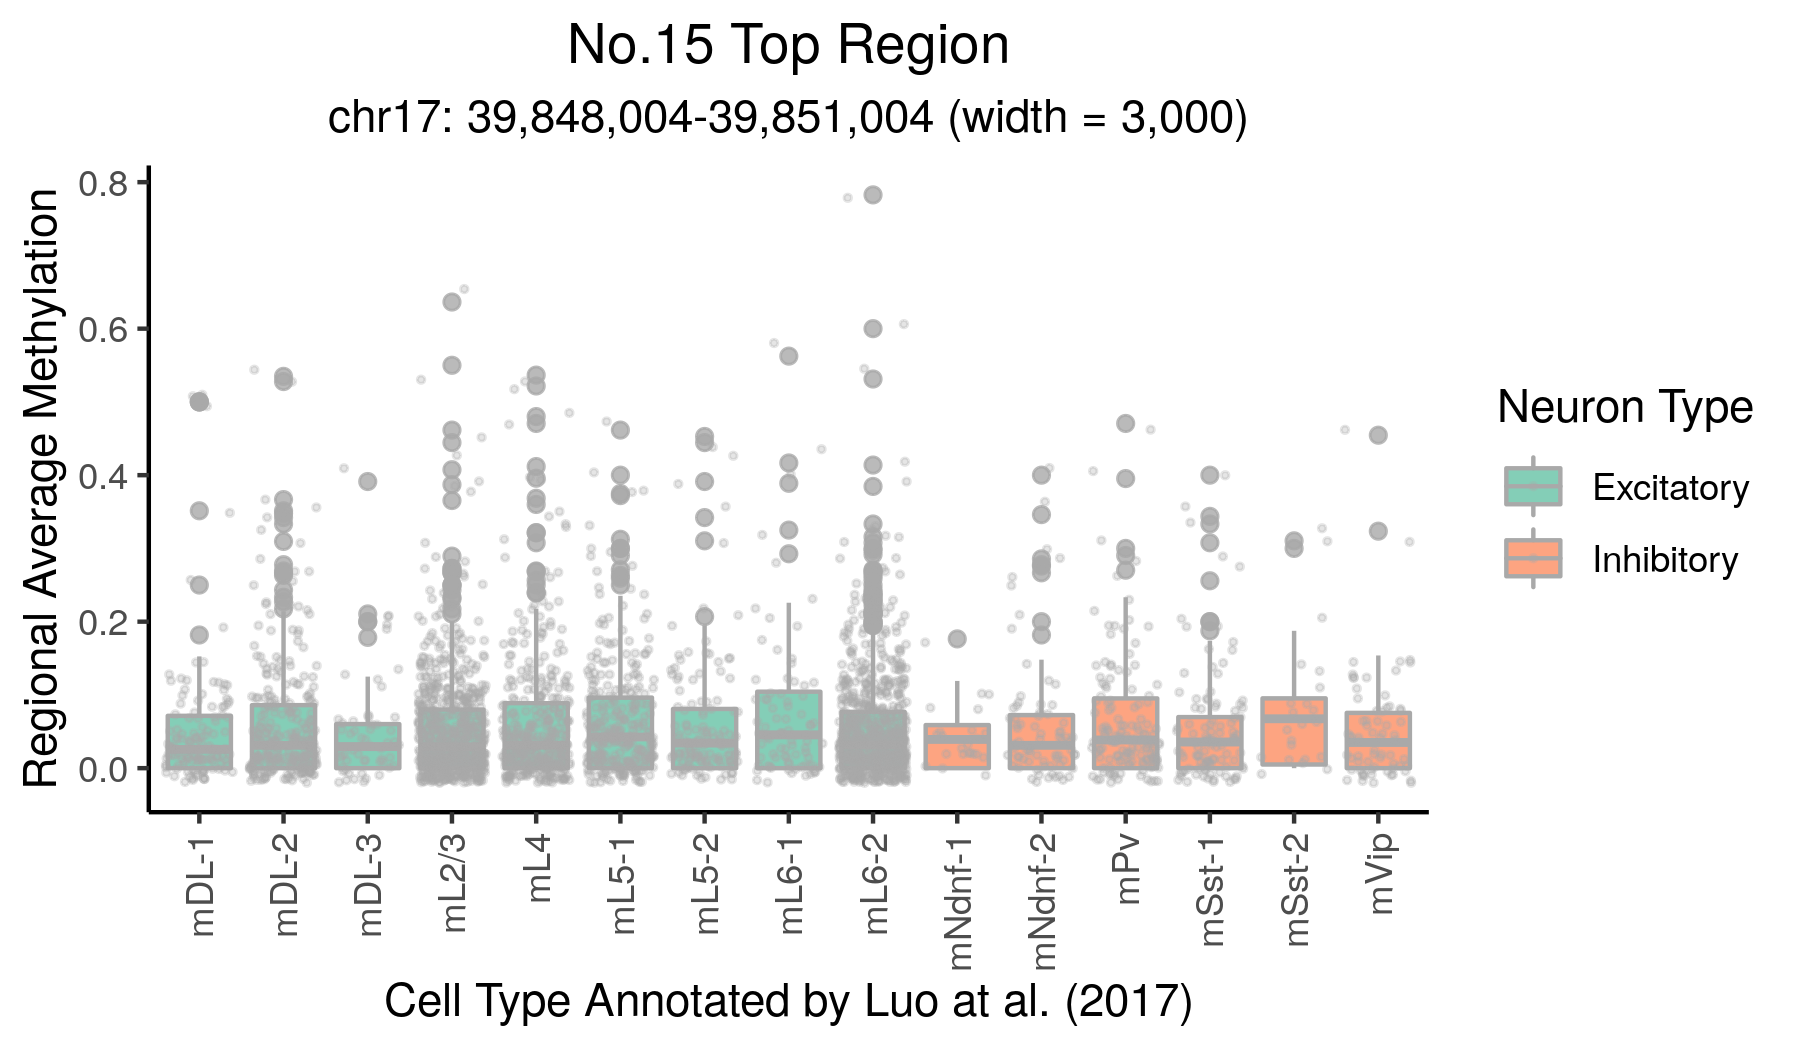 No.15 Top Region
chr17: 39,848,004-39,851,004 (width = 3,000)
Regional Average Methylation
0.8
0.6
0.4
0.2
0.0
mDL-1
mDL-2
mDL-3
mL2/3
mL4
mL5-1
mL5-2
mL6-1
mL6-2
mNdnf-1
mNdnf-2
mPv
mSst-1
mSst-2
mVip
Cell Type Annotated by Luo at al. (2017)
Neuron Type
Excitatory
Inhibitory